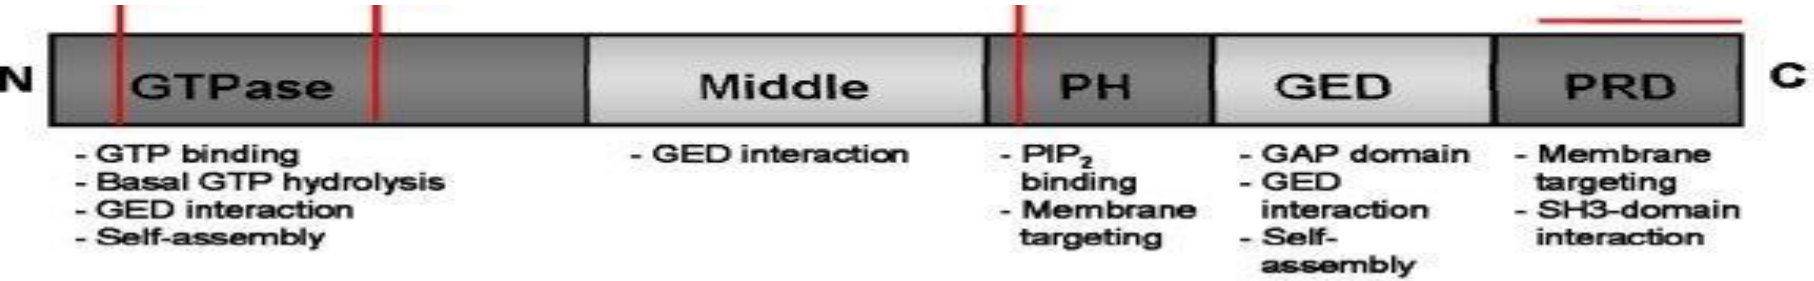 N GTPase Middle PH GED PRD C
- GTP binding
- Basal GTP hydrolysis
- GED interaction
- Self-assembly
- GED interaction
- PIP₂
binding
- Membrane
targeting
- GAP domain
- GED
interaction
- Self-
assembly
- Membrane
targeting
- SH3-domain
interaction